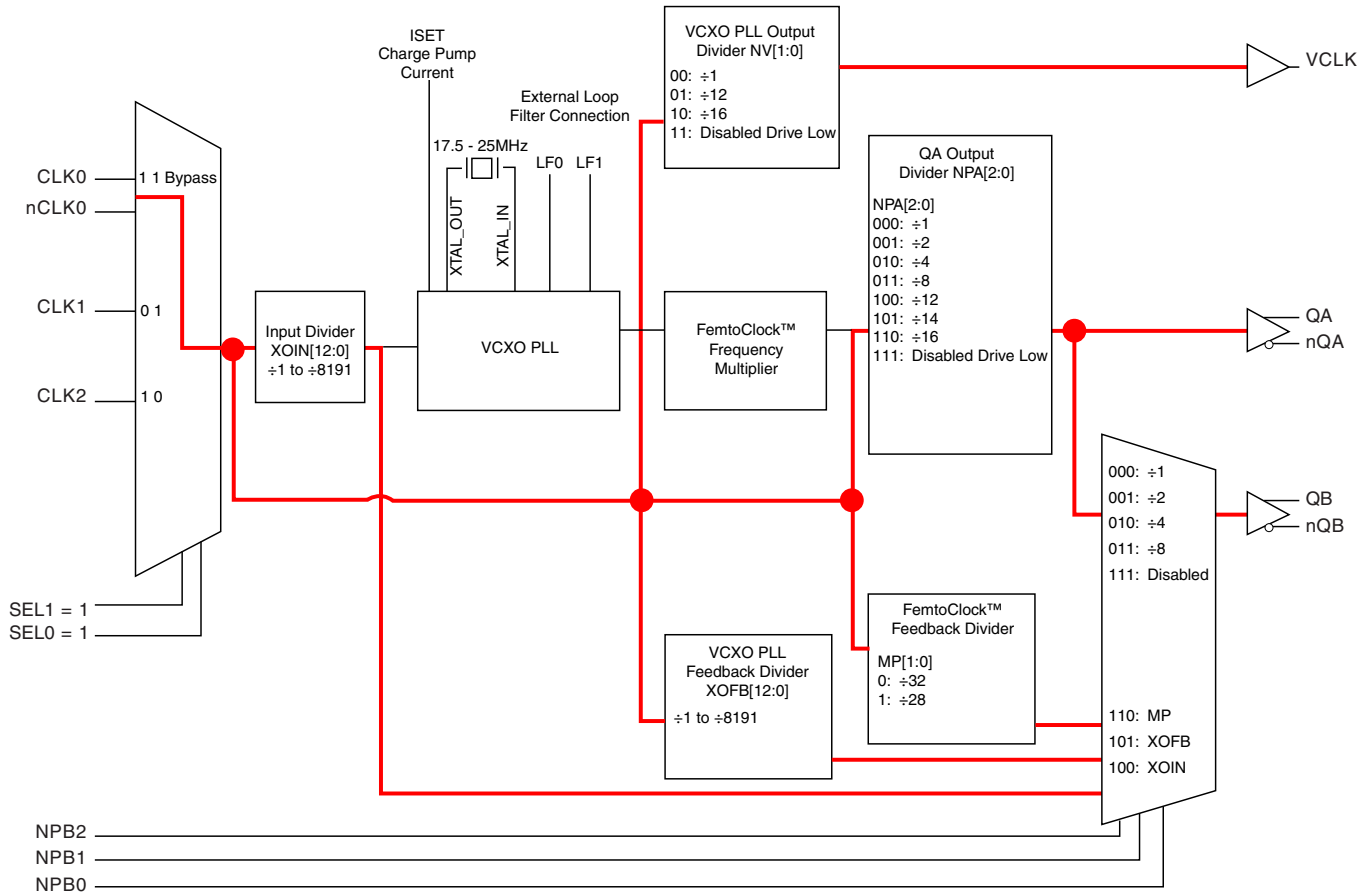 ISET
Charge Pump
Current
External Loop
Filter Connection
17.5 - 25MHz
LF0
LF1
XTAL_OUT
XTAL_IN
VCXO PLL Output
Divider NV[1:0]
00: ÷1
01: ÷12
10: ÷16
11: Disabled Drive Low
VCLK
CLK0
nCLK0
CLK1
CLK2
1 1 Bypass
0 1
1 0
SEL1 = 1
SEL0 = 1
Input Divider
XOIN[12:0]
÷1 to ÷8191
VCXO PLL
FemtoClock™
Frequency
Multiplier
QA Output
Divider NPA[2:0]
NPA[2:0]
000: ÷1
001: ÷2
010: ÷4
011: ÷8
100: ÷12
101: ÷14
110: ÷16
111: Disabled Drive Low
QA
nQA
000: ÷1
001: ÷2
010: ÷4
011: ÷8
111: Disabled
110: MP
101: XOFB
100: XOIN
QB
nQB
FemtoClock™
Feedback Divider
MP[1:0]
0: ÷32
1: ÷28
VCXO PLL
Feedback Divider
XOFB[12:0]
÷1 to ÷8191
NPB2
NPB1
NPB0